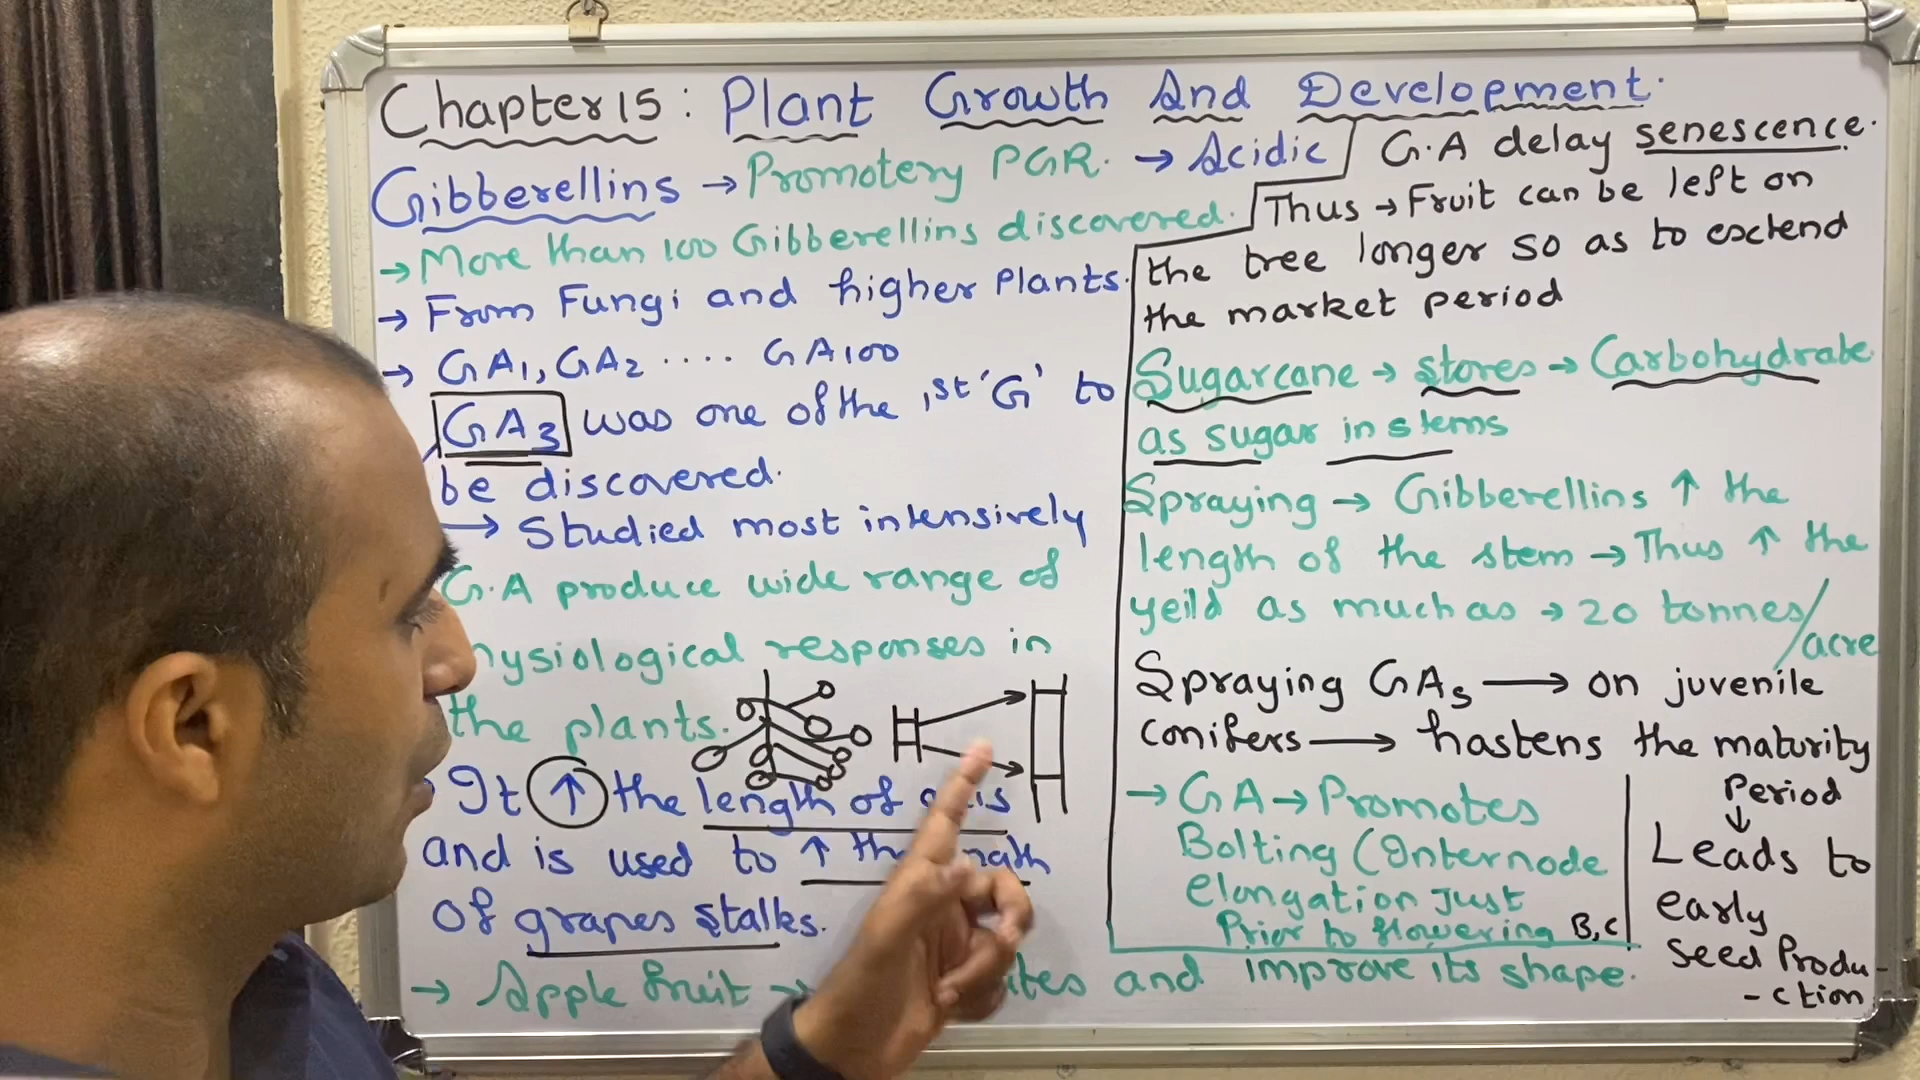 Chapter 15 : Plant Growth And Development.
Gibberellins → Promotery PGR. → Acidic
→ More than 100 Gibberellins discovered.
→ From Fungi and higher Plants.
→ GA1, GA2 .... GA100
GA3 was one of the 1st 'G' to
be discovered.
→ Studied most intensively
G.A produce wide range of
responses in
the plants.
It ↑ the length of
and is used to ↑
of grapes stalks.
→ Apple fruit → and improve its shape.
G.A delay senescence.
Thus → Fruit can be left on
the tree longer so as to extend
the market period
Sugarcane → stores → Carbohydrate
as sugar in stems
Spraying → Gibberellins ↑ the
length of the stem → Thus ↑ the
yeild as much as → 20 tonnes/
acre
Spraying GAs → on juvenile
conifers → hastens the maturity
Period
↓
Leads to
early
seed Produ-
-ction
→ GA → Promotes
Bolting (Internode
elongation Just
Prior to flowering B, C